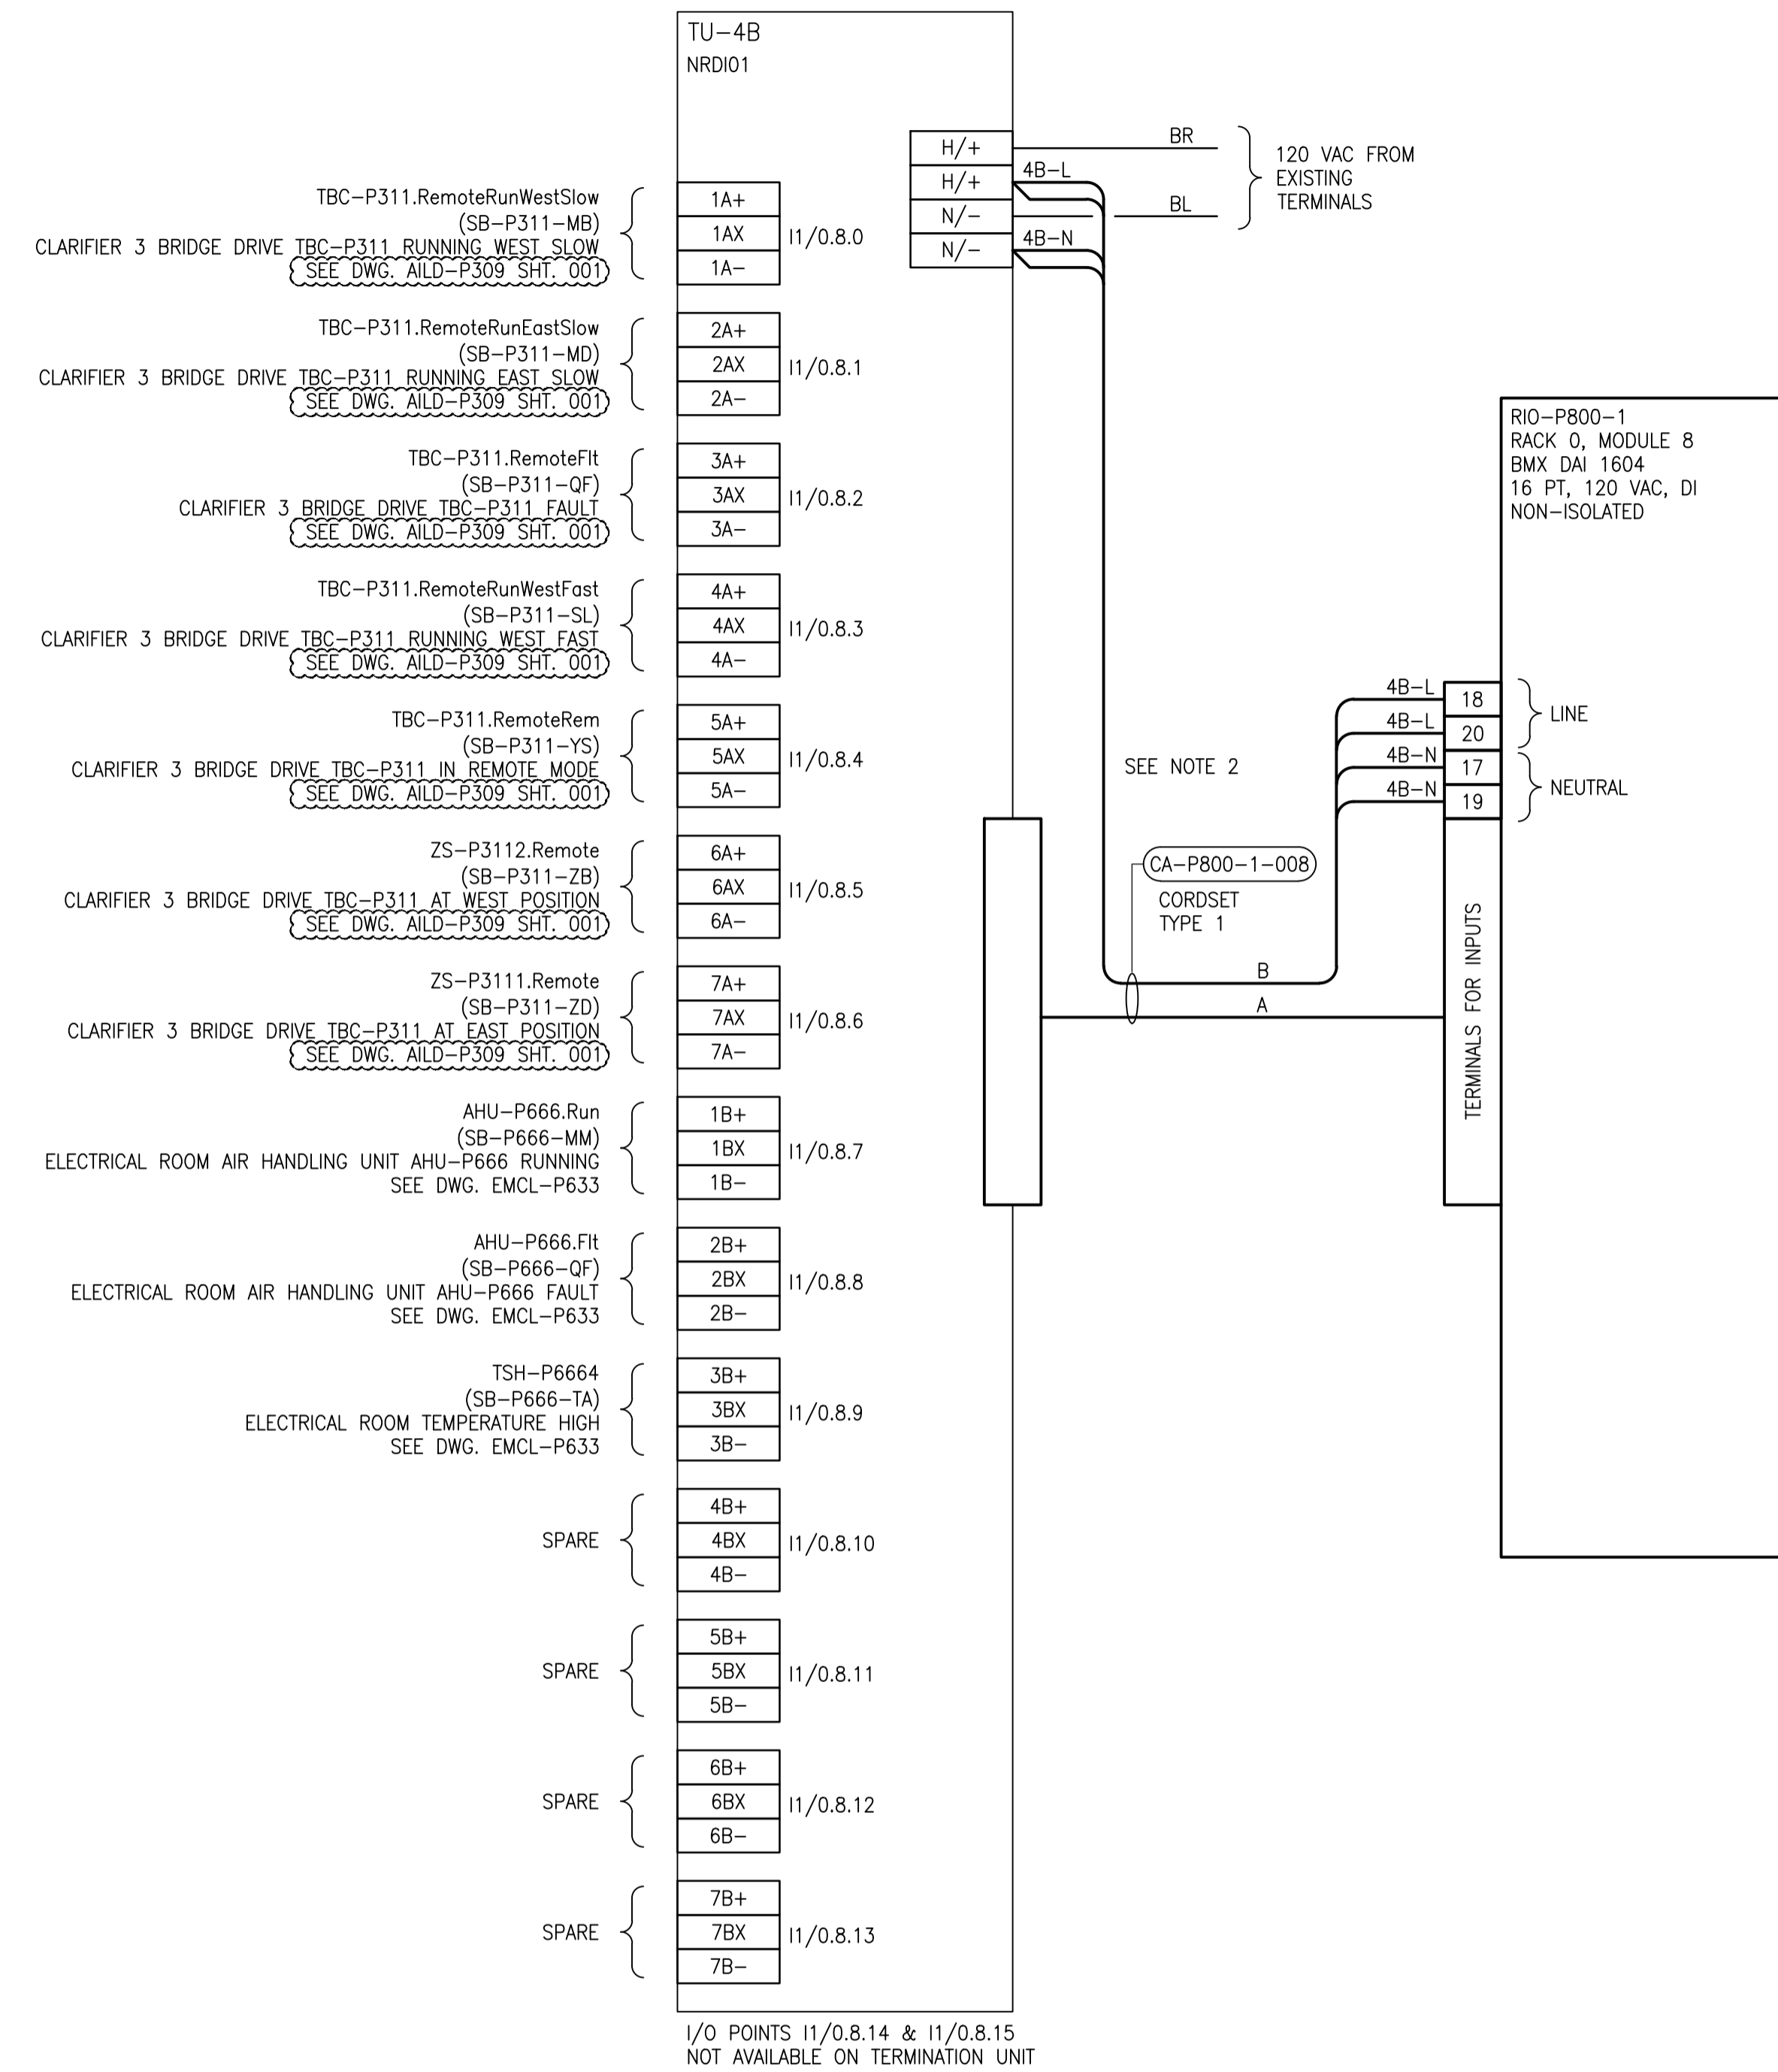 TU-4B
NRDI01
H/+
H/+
N/-
N/-
BR
4B-L
BL
4B-N
120 VAC FROM
EXISTING
TERMINALS
TBC-P311.RemoteRunWestSlow
(SB-P311-MB)
CLARIFIER 3 BRIDGE DRIVE TBC-P311 RUNNING WEST SLOW
SEE DWG. AILD-P309 SHT. 001
1A+
1AX
1A-
I1/0.8.0
TBC-P311.RemoteRunEastSlow
(SB-P311-MD)
CLARIFIER 3 BRIDGE DRIVE TBC-P311 RUNNING EAST SLOW
SEE DWG. AILD-P309 SHT. 001
2A+
2AX
2A-
I1/0.8.1
TBC-P311.RemoteFlt
(SB-P311-QF)
CLARIFIER 3 BRIDGE DRIVE TBC-P311 FAULT
SEE DWG. AILD-P309 SHT. 001
3A+
3AX
3A-
I1/0.8.2
TBC-P311.RemoteRunWestFast
(SB-P311-SL)
CLARIFIER 3 BRIDGE DRIVE TBC-P311 RUNNING WEST FAST
SEE DWG. AILD-P309 SHT. 001
4A+
4AX
4A-
I1/0.8.3
TBC-P311.RemoteRem
(SB-P311-YS)
CLARIFIER 3 BRIDGE DRIVE TBC-P311 IN REMOTE MODE
SEE DWG. AILD-P309 SHT. 001
5A+
5AX
5A-
I1/0.8.4
ZS-P3112.Remote
(SB-P311-ZB)
CLARIFIER 3 BRIDGE DRIVE TBC-P311 AT WEST POSITION
SEE DWG. AILD-P309 SHT. 001
6A+
6AX
6A-
I1/0.8.5
ZS-P3111.Remote
(SB-P311-ZD)
CLARIFIER 3 BRIDGE DRIVE TBC-P311 AT EAST POSITION
SEE DWG. AILD-P309 SHT. 001
7A+
7AX
7A-
I1/0.8.6
AHU-P666.Run
(SB-P666-MM)
ELECTRICAL ROOM AIR HANDLING UNIT AHU-P666 RUNNING
SEE DWG. EMCL-P633
1B+
1BX
1B-
I1/0.8.7
AHU-P666.Flt
(SB-P666-QF)
ELECTRICAL ROOM AIR HANDLING UNIT AHU-P666 FAULT
SEE DWG. EMCL-P633
2B+
2BX
2B-
I1/0.8.8
TSH-P6664
(SB-P666-TA)
ELECTRICAL ROOM TEMPERATURE HIGH
SEE DWG. EMCL-P633
3B+
3BX
3B-
I1/0.8.9
SPARE
4B+
4BX
4B-
I1/0.8.10
SPARE
5B+
5BX
5B-
I1/0.8.11
SPARE
6B+
6BX
6B-
I1/0.8.12
SPARE
7B+
7BX
7B-
I1/0.8.13
I/O POINTS I1/0.8.14 & I1/0.8.15
NOT AVAILABLE ON TERMINATION UNIT
SEE NOTE 2
CA-P800-1-008
CORDSET
TYPE 1
B
A
RIO-P800-1
RACK 0, MODULE 8
BMX DAI 1604
16 PT, 120 VAC, DI
NON-ISOLATED
4B-L
18
4B-L
20
LINE
4B-N
17
4B-N
19
NEUTRAL
TERMINALS FOR INPUTS